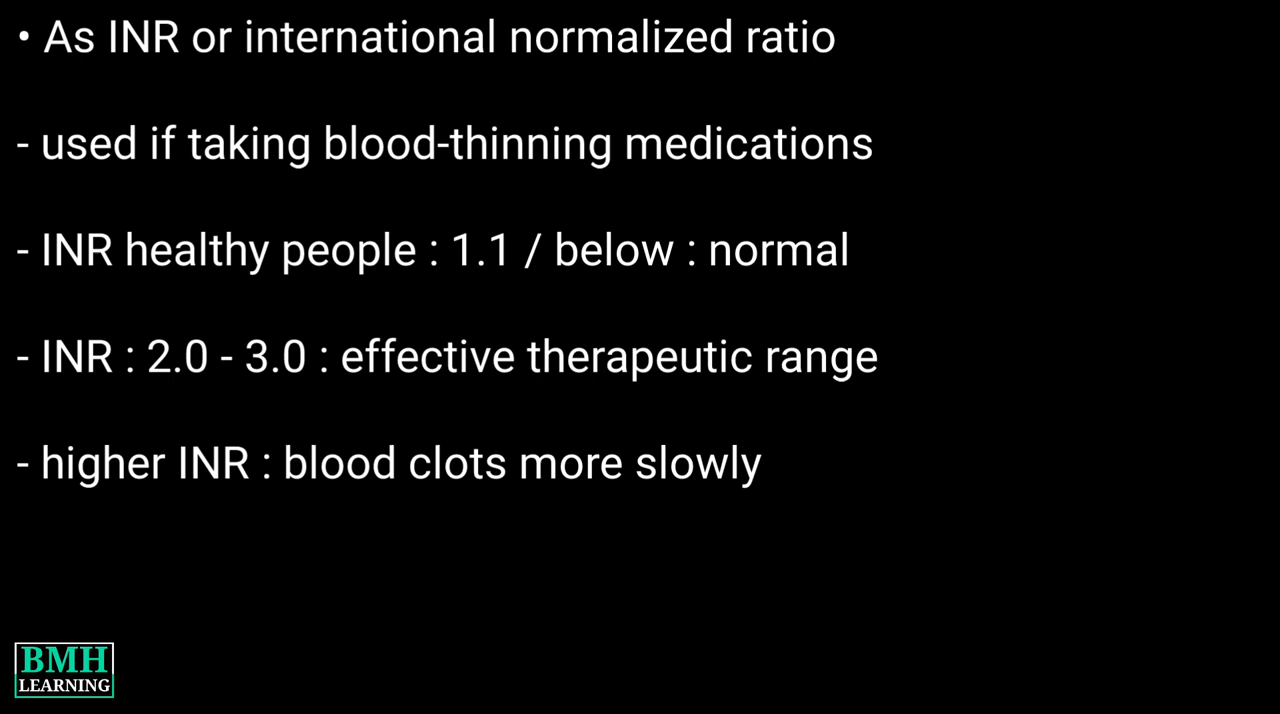 • As INR or international normalized ratio
- used if taking blood-thinning medications
- INR healthy people : 1.1 / below : normal
- INR : 2.0 - 3.0 : effective therapeutic range
- higher INR : blood clots more slowly
BMH
LEARNING